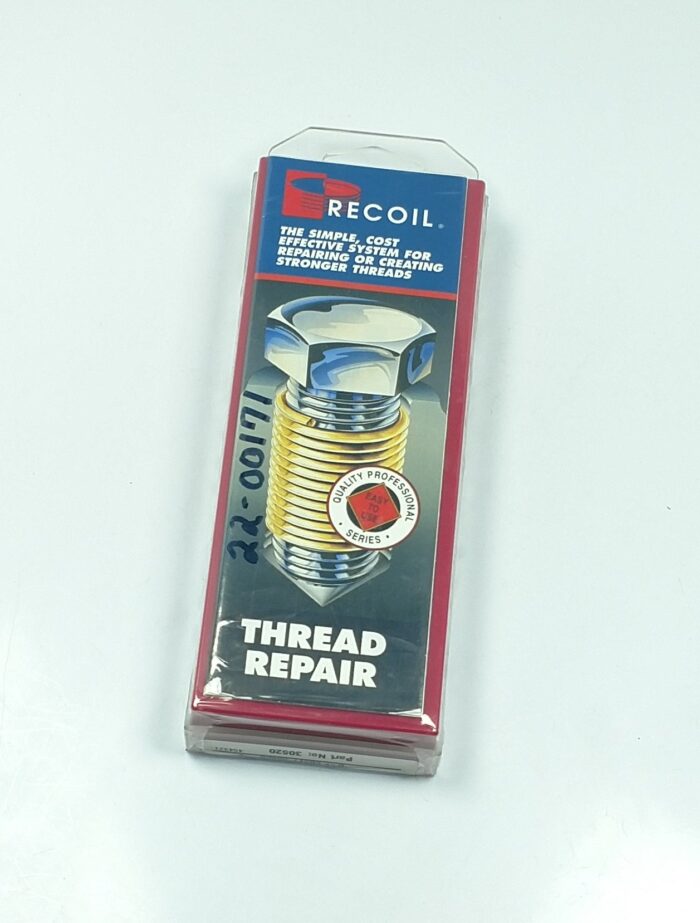 RECOIL®
THE SIMPLE, COST
EFFECTIVE SYSTEM FOR
REPAIRING OR CREATING
STRONGER THREADS
22-00171
QUALITY PROFESSIONAL
EASY
TO
USE
• SERIES •
THREAD
REPAIR
Part No: 30520